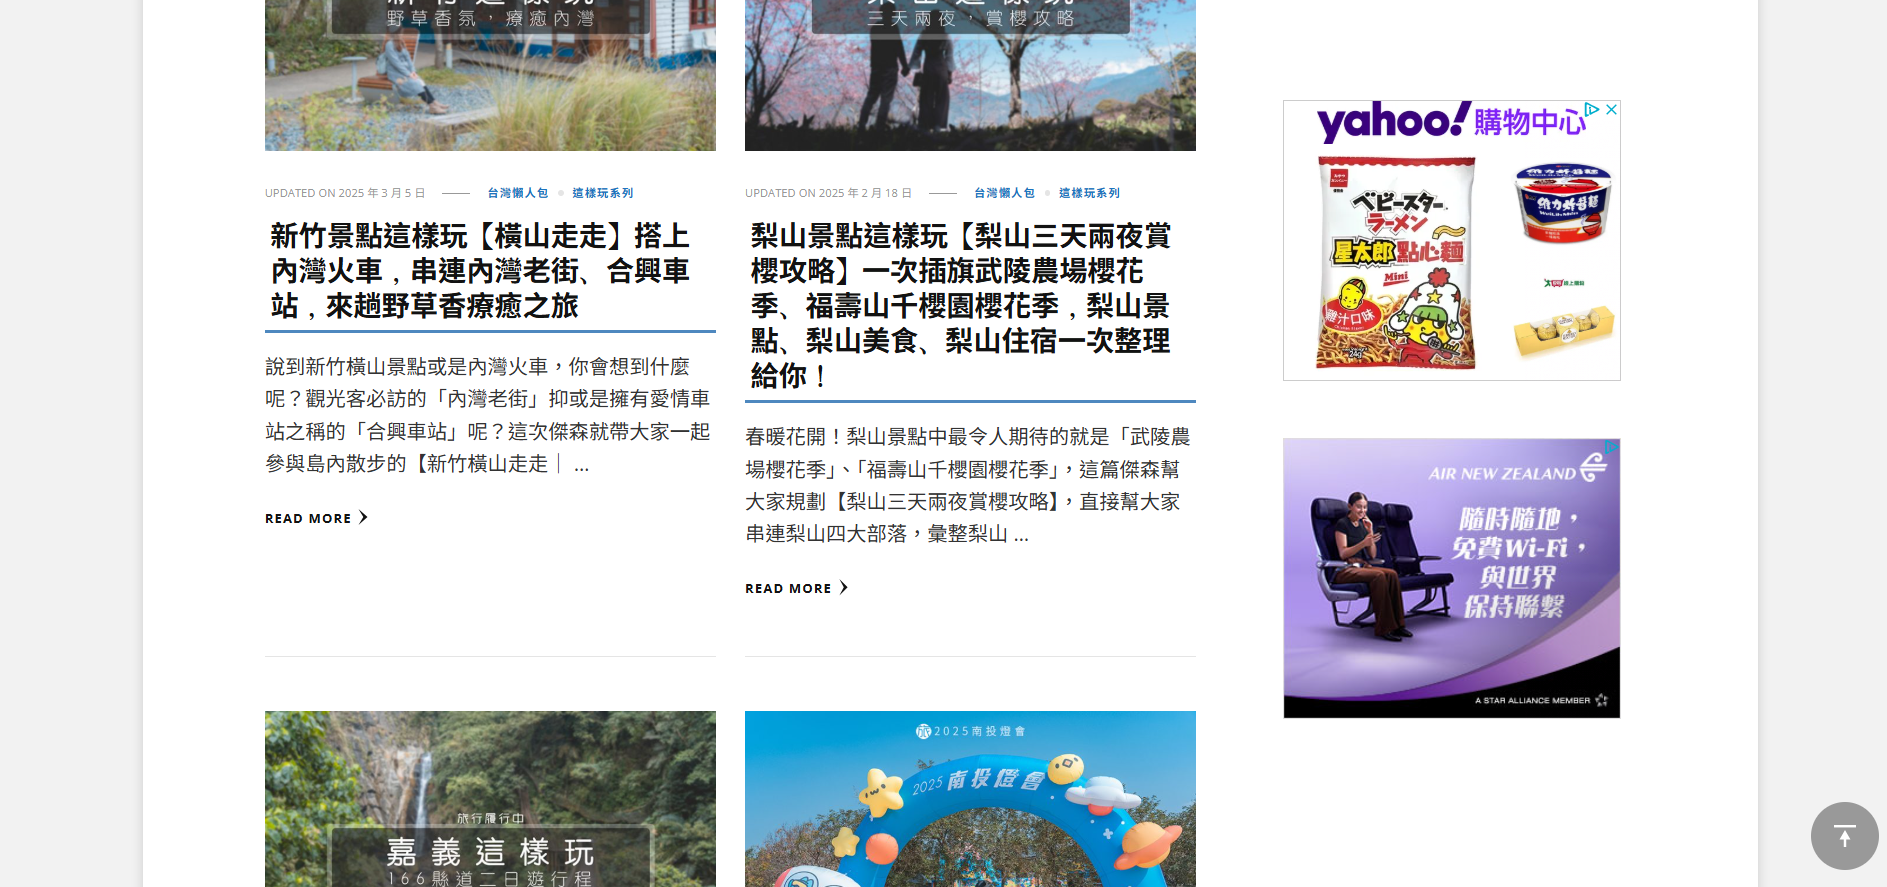 野草香氛，療癒內灣
三天兩夜，賞櫻攻略
UPDATED ON 2025 年 3 月 5 日 台灣懶人包 這樣玩系列
新竹景點這樣玩【橫山走走】搭上
內灣火車，串連內灣老街、合興車
站，來趟野草香療癒之旅
說到新竹橫山景點或是內灣火車，你會想到什麼
呢？觀光客必訪的「內灣老街」抑或是擁有愛情車
站之稱的「合興車站」呢？這次傑森就帶大家一起
參與島內散步的【新竹橫山走走｜ ...
READ MORE
UPDATED ON 2025 年 2 月 18 日 台灣懶人包 這樣玩系列
梨山景點這樣玩【梨山三天兩夜賞
櫻攻略】一次插旗武陵農場櫻花
季、福壽山千櫻園櫻花季，梨山景
點、梨山美食、梨山住宿一次整理
給你！
春暖花開！梨山景點中最令人期待的就是「武陵農
場櫻花季」、「福壽山千櫻園櫻花季」，這篇傑森幫
大家規劃【梨山三天兩夜賞櫻攻略】，直接幫大家
串連梨山四大部落，彙整梨山 ...
READ MORE
旅行履行中
嘉義這樣玩
166縣道二日遊行程
2025南投燈會
2025 南投燈會
yahoo! 購物中心
ベビースター
ラーメン
星太郎 點心麵
Mini
雞汁口味
24g
維力炸醬麵
AIR NEW ZEALAND
隨時隨地，
免費Wi-Fi，
與世界
保持聯繫
A STAR ALLIANCE MEMBER